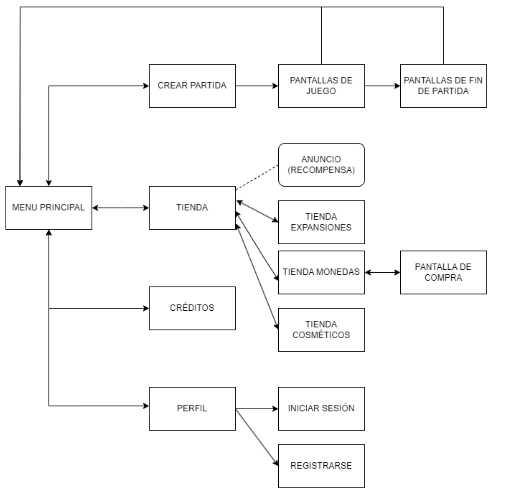 CREAR PARTIDA
PANTALLAS DE
JUEGO
PANTALLAS DE FIN
DE PARTIDA
ANUNCIO
(RECOMPENSA)
MENU PRINCIPAL
TIENDA
TIENDA
EXPANSIONES
TIENDA MONEDAS
PANTALLA DE
COMPRA
CRÉDITOS
TIENDA
COSMÉTICOS
PERFIL
INICIAR SESIÓN
REGISTRARSE